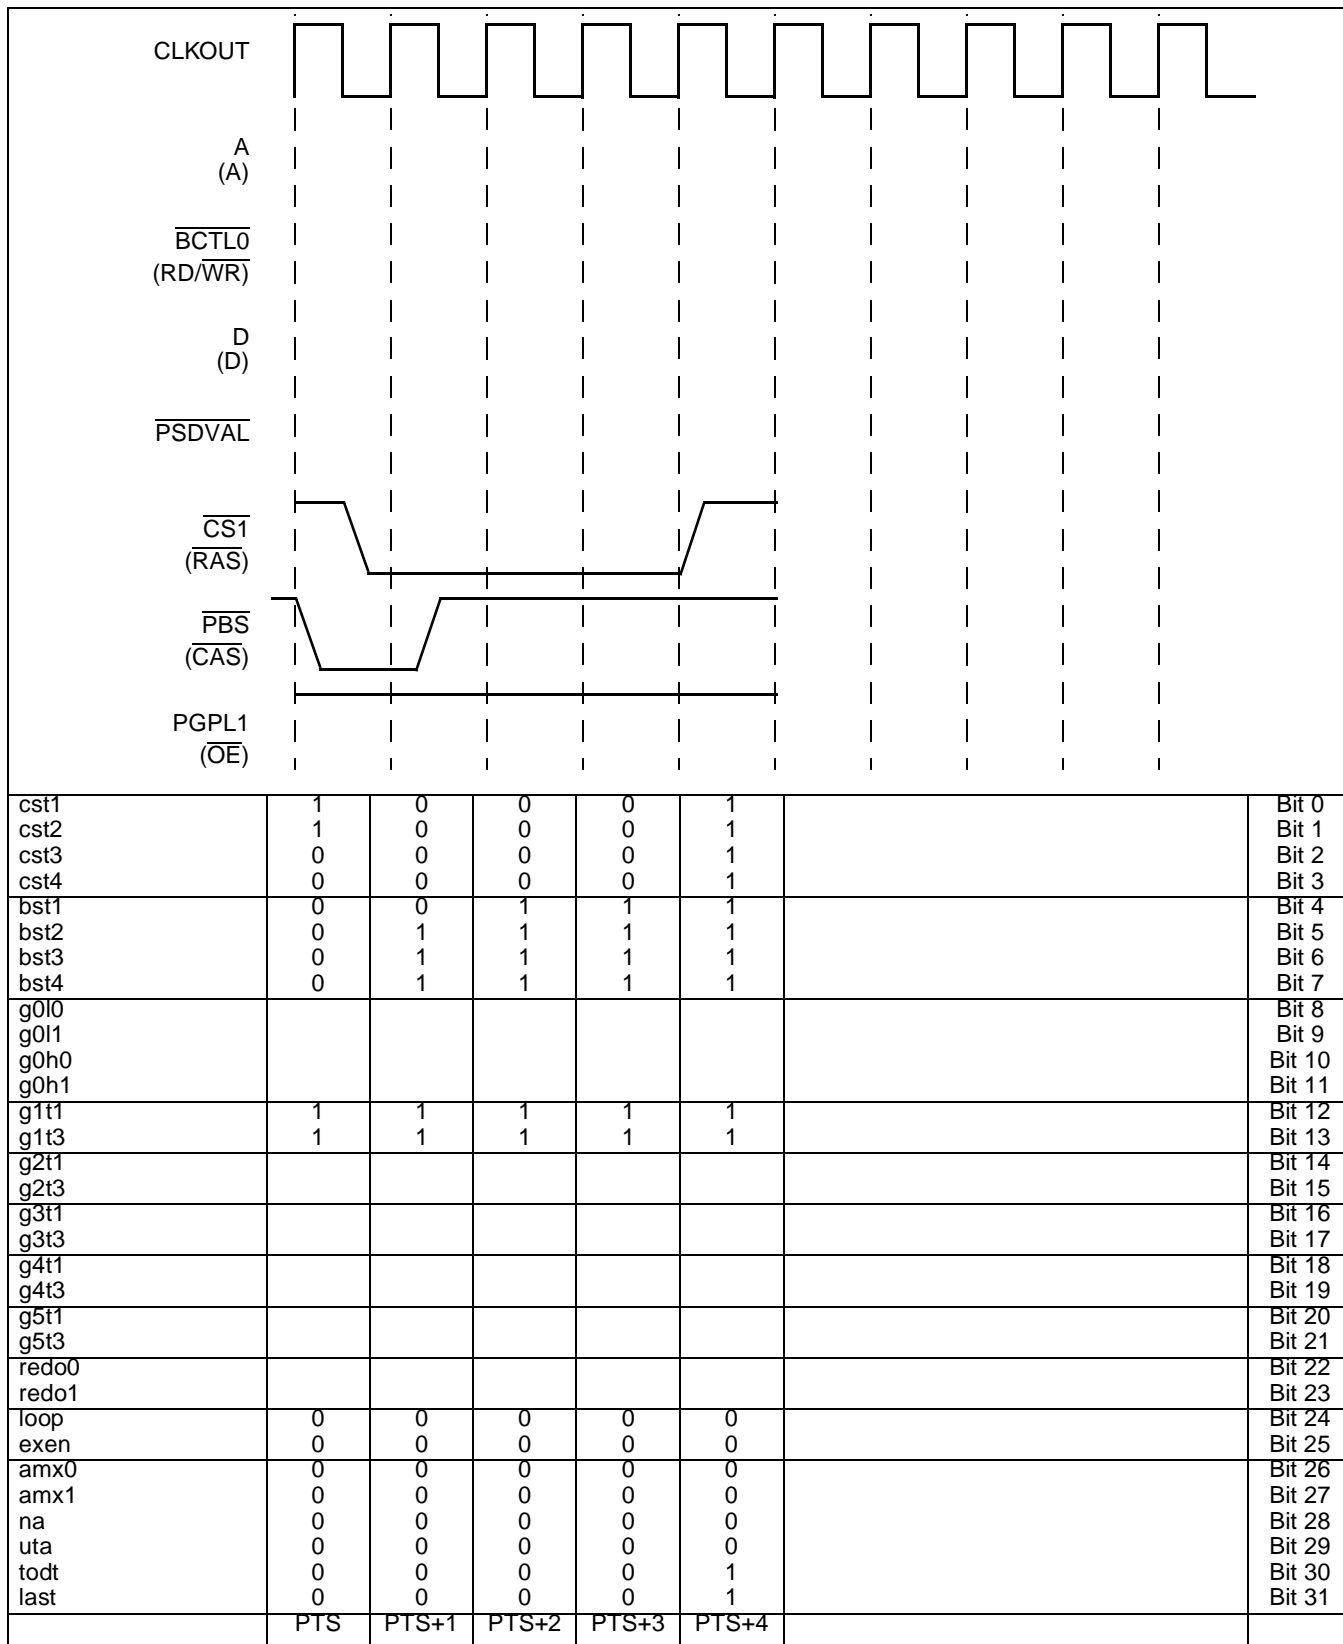 CLKOUT
A
(A)
BCTL0
(RD/WR)
D
(D)
PSDVAL
CS1
(RAS)
PBS
(CAS)
PGPL1
(OE)
cst1 1 0 0 0 1 Bit 0
cst2 1 0 0 0 1 Bit 1
cst3 0 0 0 0 1 Bit 2
cst4 0 0 0 0 1 Bit 3
bst1 0 0 1 1 1 Bit 4
bst2 0 1 1 1 1 Bit 5
bst3 0 1 1 1 1 Bit 6
bst4 0 1 1 1 1 Bit 7
g0l0 Bit 8
g0l1 Bit 9
g0h0 Bit 10
g0h1 Bit 11
g1t1 1 1 1 1 1 Bit 12
g1t3 1 1 1 1 1 Bit 13
g2t1 Bit 14
g2t3 Bit 15
g3t1 Bit 16
g3t3 Bit 17
g4t1 Bit 18
g4t3 Bit 19
g5t1 Bit 20
g5t3 Bit 21
redo0 Bit 22
redo1 Bit 23
loop 0 0 0 0 0 Bit 24
exen 0 0 0 0 0 Bit 25
amx0 0 0 0 0 0 Bit 26
amx1 0 0 0 0 0 Bit 27
na 0 0 0 0 0 Bit 28
uta 0 0 0 0 0 Bit 29
todt 0 0 0 0 1 Bit 30
last 0 0 0 0 1 Bit 31
PTS PTS+1 PTS+2 PTS+3 PTS+4